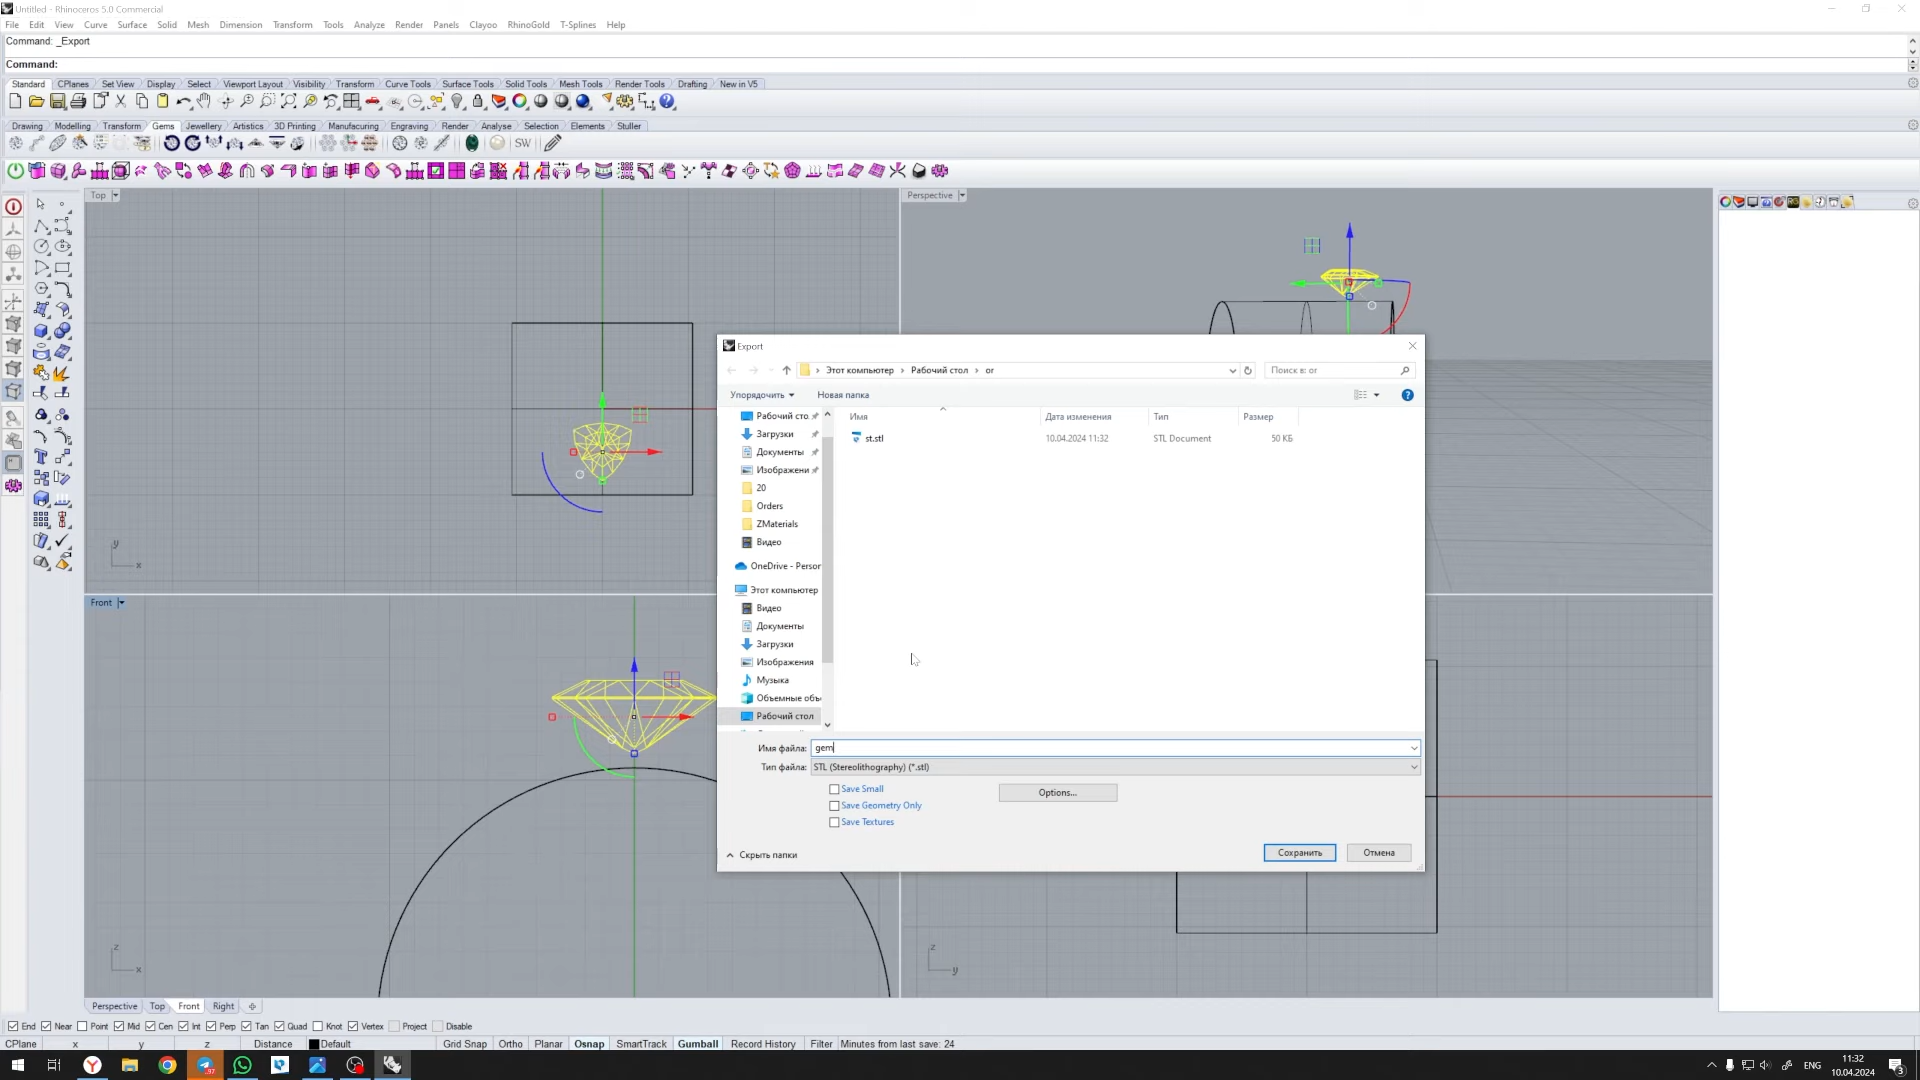 Untitled - Rhinoceros 5.0 Commercial
File Edit View Curve Surface Solid Mesh Dimension Transform Tools Analyze Render Panels Clayoo RhinoGold T-Splines Help
Command: _Export
Command:
Standard CPlanes Set View Display Select Viewport Layout Visibility Transform Curve Tools Surface Tools Solid Tools Mesh Tools Render Tools Drafting New in V5
Drawing Modelling Transform Gems Jewellery Artistics 3D Printing Manufacuring Engraving Render Analyse Selection Elements Stuller
SW
Top
Perspective
Export
Этот компьютер › Рабочий стол › or
Поиск в: or
Упорядочить Новая папка
Имя Дата изменения Тип Размер
st.stl 10.04.2024 11:32 STL Document 50 КБ
Рабочий сто
Загрузки
Документы
Изображени
20
Orders
ZMaterials
Видео
OneDrive - Person
Этот компьютер
Видео
Документы
Загрузки
Изображения
Музыка
Объемные объ
Рабочий стол
Имя файла: gem
Тип файла: STL (Stereolithography) (*.stl)
Save Small
Save Geometry Only
Save Textures
Options...
Скрыть папки
Сохранить Отмена
y
x
Front
z
x
z
y
Perspective Top Front Right
End Near Point Mid Cen Int Perp Tan Quad Knot Vertex Project Disable
CPlane x y z Distance Default Grid Snap Ortho Planar Osnap SmartTrack Gumball Record History Filter Minutes from last save: 24
ENG
11:32
10.04.2024
3